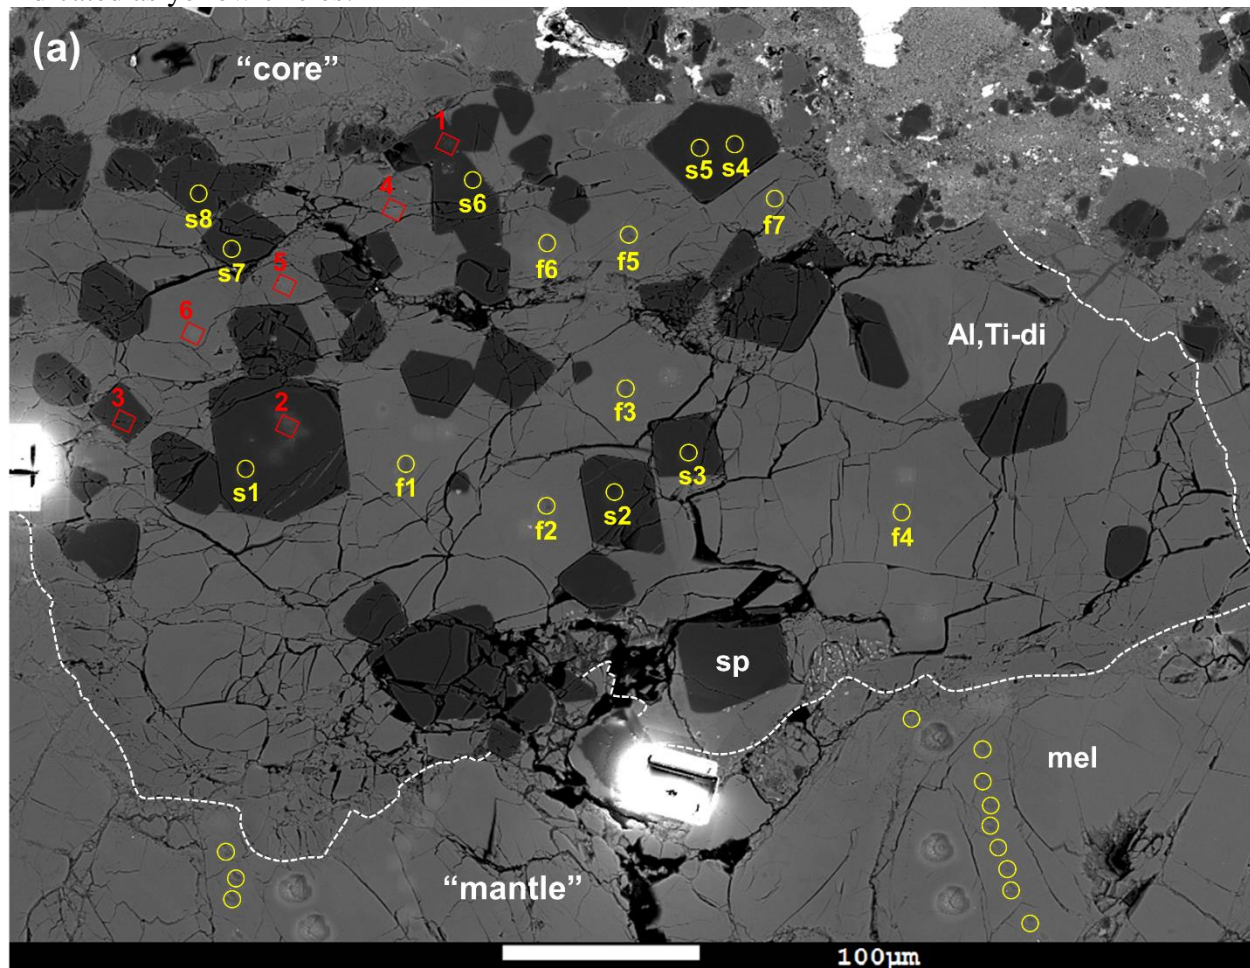 (a)
"core"
1
s5
s4
s8
4
s6
f7
s7
f6
f5
5
6
Al,Ti-di
3
2
f3
s1
f1
s3
f2
s2
f4
sp
mel
"mantle"
100µm